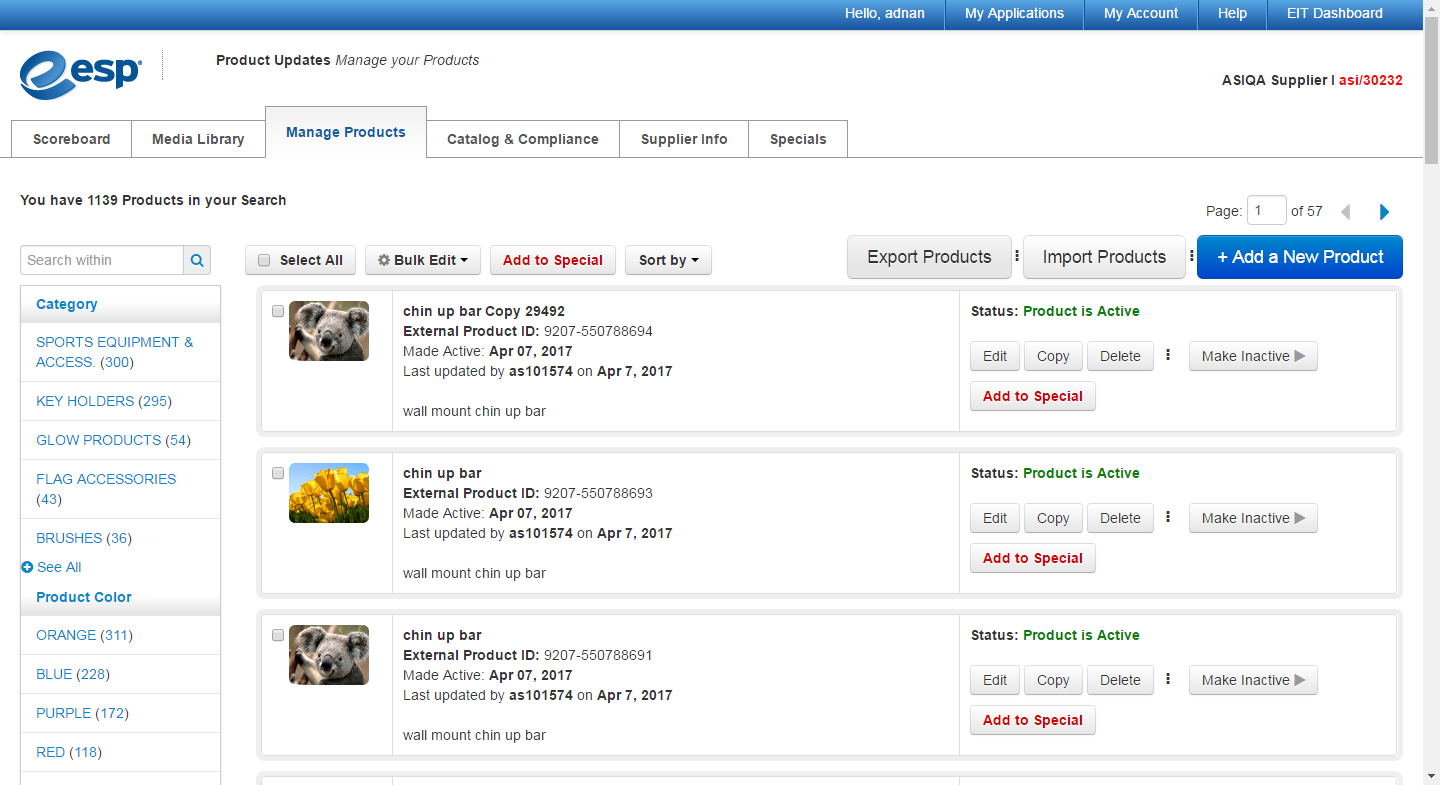 Hello, adnan
My Applications
My Account
Help
EIT Dashboard
esp
Product Updates Manage your Products
ASIQA Supplier | asi/30232
Scoreboard
Media Library
Manage Products
Catalog & Compliance
Supplier Info
Specials
You have 1139 Products in your Search
Page: 1 of 57
Search within
Select All
Bulk Edit
Add to Special
Sort by
Export Products
Import Products
+ Add a New Product
Category
SPORTS EQUIPMENT &
ACCESS. (300)
KEY HOLDERS (295)
GLOW PRODUCTS (54)
FLAG ACCESSORIES
(43)
BRUSHES (36)
See All
Product Color
ORANGE (311)
BLUE (228)
PURPLE (172)
RED (118)
chin up bar Copy 29492
External Product ID: 9207-550788694
Made Active: Apr 07, 2017
Last updated by as101574 on Apr 7, 2017
wall mount chin up bar
Status: Product is Active
Edit
Copy
Delete
Make Inactive
Add to Special
chin up bar
External Product ID: 9207-550788693
Made Active: Apr 07, 2017
Last updated by as101574 on Apr 7, 2017
wall mount chin up bar
Status: Product is Active
Edit
Copy
Delete
Make Inactive
Add to Special
chin up bar
External Product ID: 9207-550788691
Made Active: Apr 07, 2017
Last updated by as101574 on Apr 7, 2017
wall mount chin up bar
Status: Product is Active
Edit
Copy
Delete
Make Inactive
Add to Special